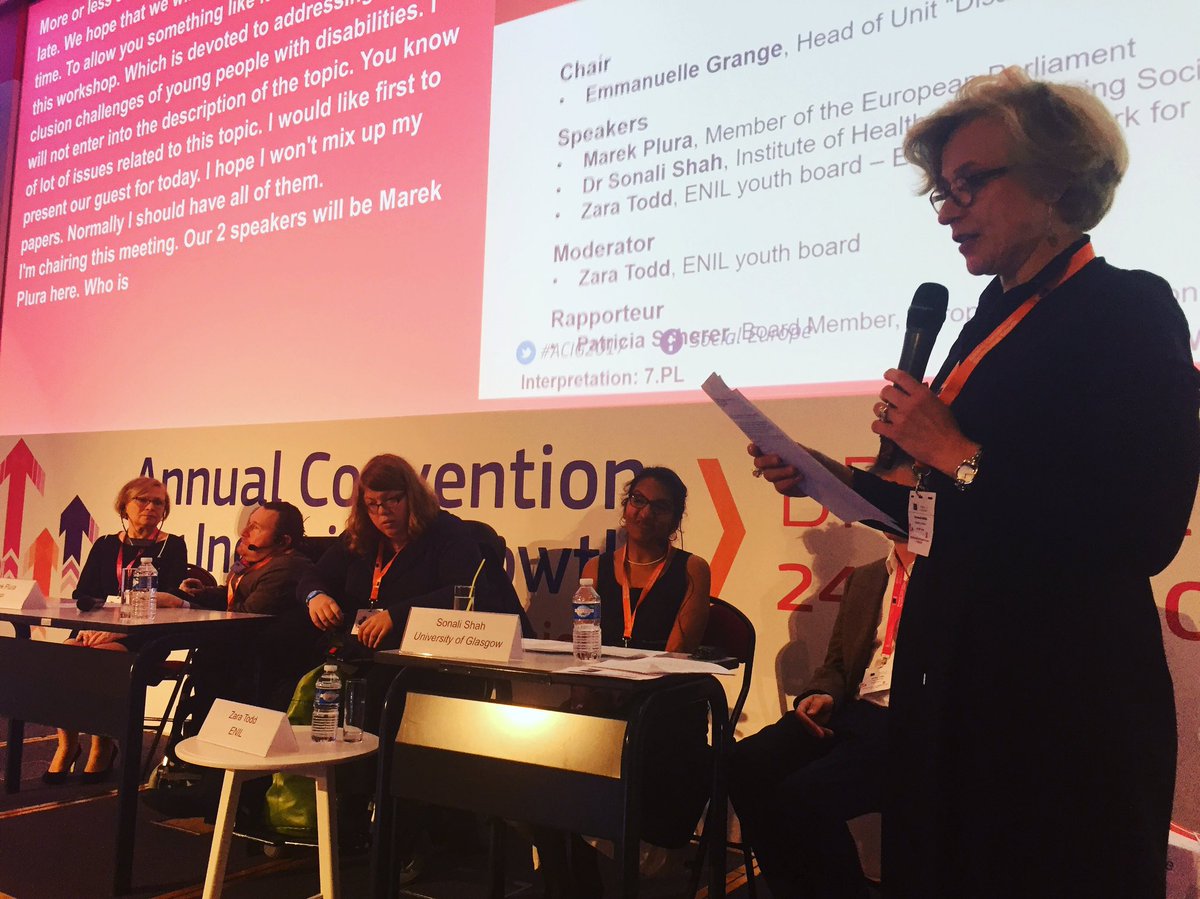 More or less
late. We hope that we
To allow you something like
time.
this workshop. Which is devoted to addressing
clusion challenges of young people with disabilities. I
will not enter into the description of the topic. You know
of lot of issues related to this topic. I would like first to
present our guest for today. I hope I won't mix up my
papers. Normally I should have all of them.
I'm chairing this meeting. Our 2 speakers will be Marek
Plura here. Who is
Chair
• Emmanuelle Grange, Head of Unit
Speakers
• Marek Plura, Member of the European Parliament
• Dr Sonali Shah, Institute of Health
• Zara Todd, ENIL youth board –
Moderator
• Zara Todd, ENIL youth board
Rapporteur
• Patricia Scherer, Board Member,
#ACIG2017 Social Europe
Interpretation: 7.PL
Annual Convention
Plura
Sonali Shah
University of Glasgow
Zara Todd
ENIL